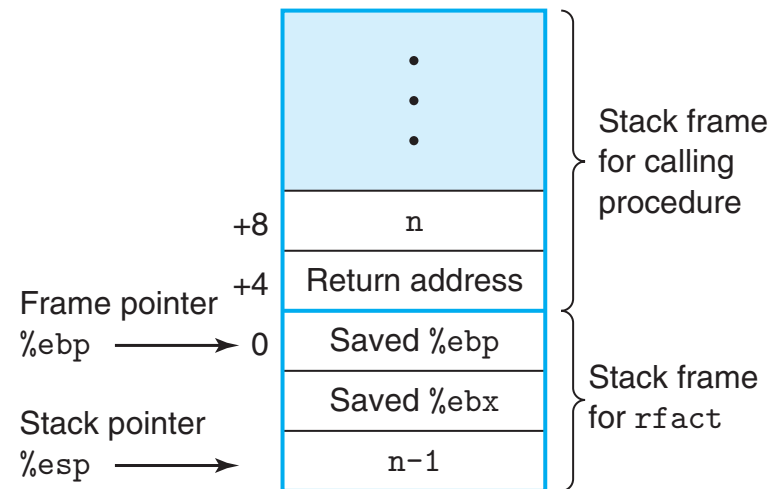 Stack frame
for calling
procedure
+8
n
+4
Return address
Frame pointer
%ebp
0
Saved %ebp
Saved %ebx
Stack frame
for rfact
Stack pointer
%esp
n-1